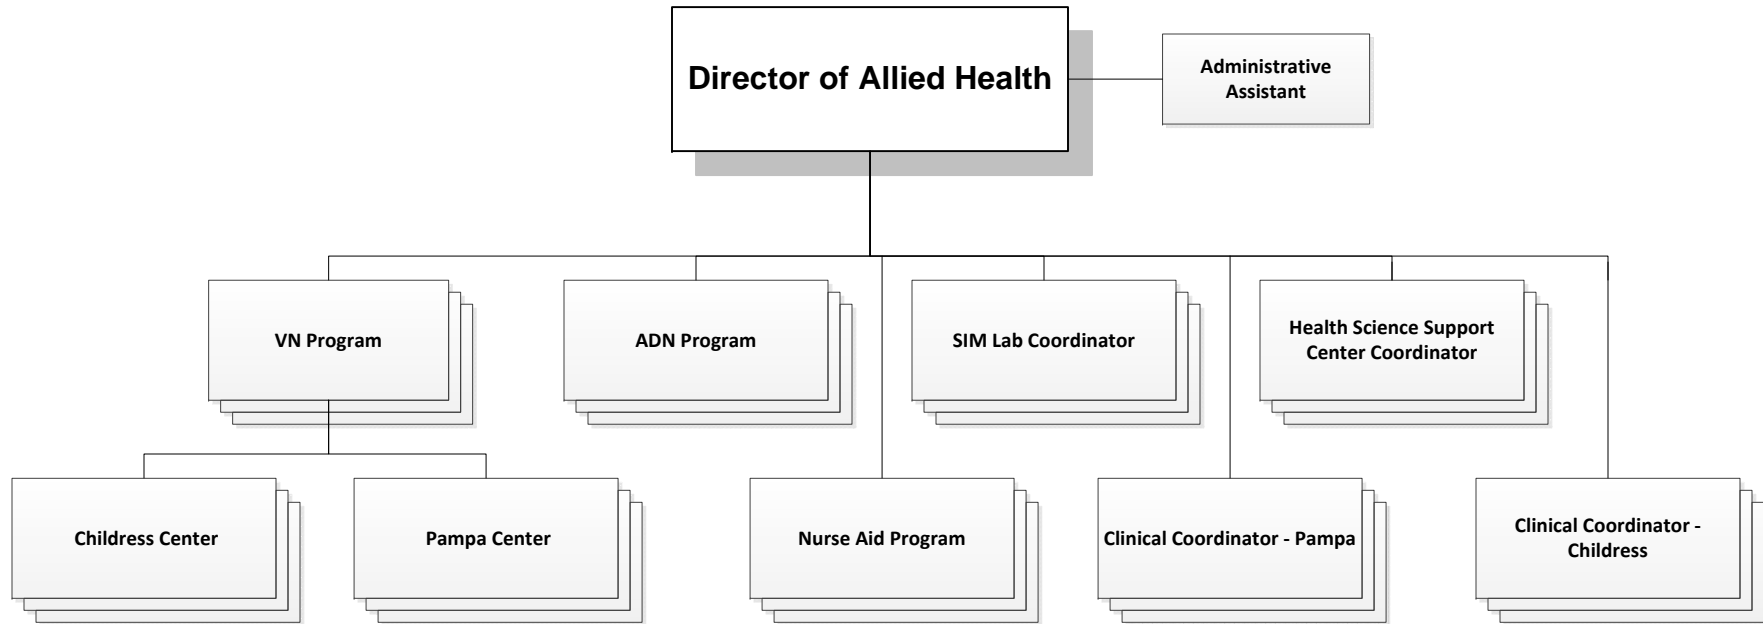 Director of Allied Health
Administrative
Assistant
VN Program
ADN Program
SIM Lab Coordinator
Health Science Support
Center Coordinator
Childress Center
Pampa Center
Nurse Aid Program
Clinical Coordinator - Pampa
Clinical Coordinator -
Childress